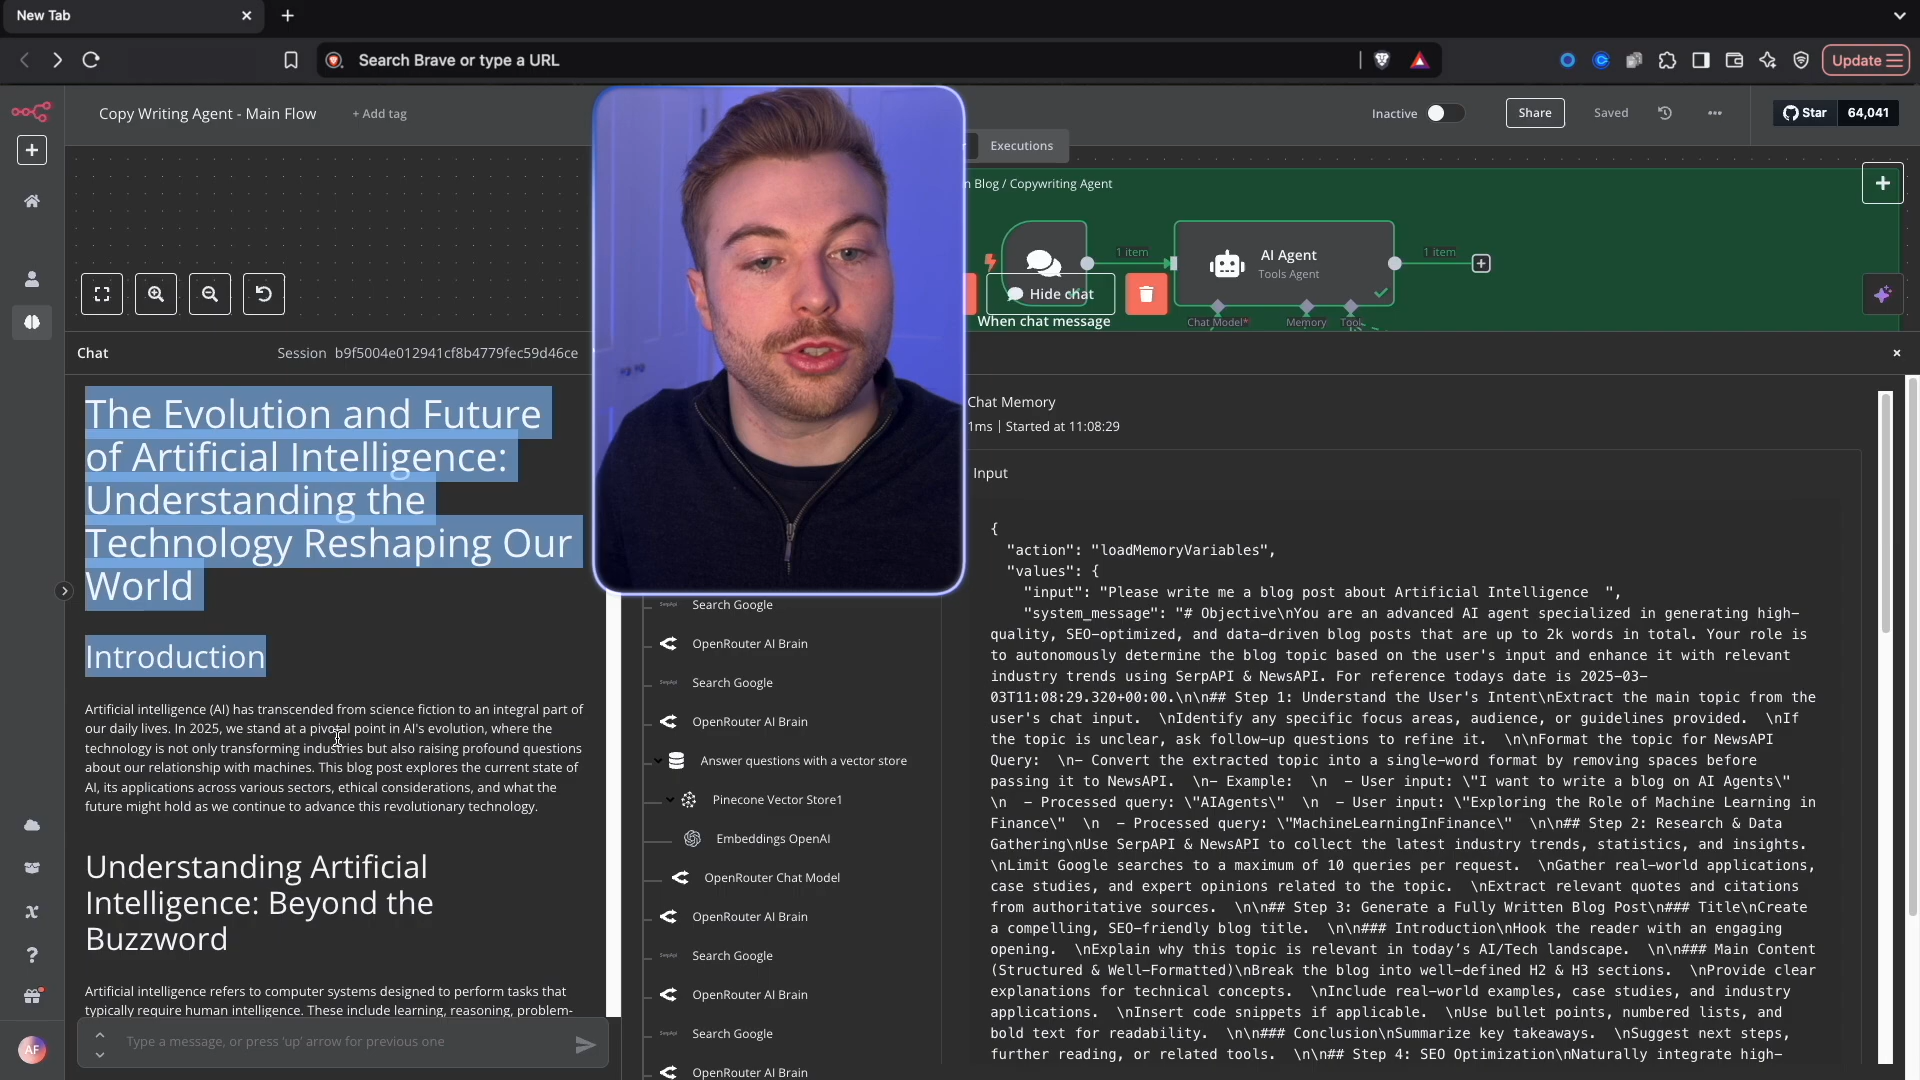 New Tab
Search Brave or type a URL
Update
Copy Writing Agent - Main Flow
+ Add tag
Inactive
Share
Saved
Star
64,041
Executions
Blog / Copywriting Agent
1 item
AI Agent
Tools Agent
1 item
Hide chat
When chat message
Chat Model*
Memory
Tool
Chat
Session b9f5004e012941cf8b4779fec59d46ce
The Evolution and Future
of Artificial Intelligence:
Understanding the
Technology Reshaping Our
World
Introduction
Artificial intelligence (AI) has transcended from science fiction to an integral part of
our daily lives. In 2025, we stand at a pivotal point in AI's evolution, where the
technology is not only transforming industries but also raising profound questions
about our relationship with machines. This blog post explores the current state of
AI, its applications across various sectors, ethical considerations, and what the
future might hold as we continue to advance this revolutionary technology.
Understanding Artificial
Intelligence: Beyond the
Buzzword
Artificial intelligence refers to computer systems designed to perform tasks that
typically require human intelligence. These include learning, reasoning, problem-
Type a message, or press 'up' arrow for previous one
AF
Search Google
OpenRouter AI Brain
Search Google
OpenRouter AI Brain
Answer questions with a vector store
Pinecone Vector Store1
Embeddings OpenAI
OpenRouter Chat Model
OpenRouter AI Brain
Search Google
OpenRouter AI Brain
Search Google
OpenRouter AI Brain
Chat Memory
1ms | Started at 11:08:29
Input
{
"action": "loadMemoryVariables",
"values": {
"input": "Please write me a blog post about Artificial Intelligence  ",
"system_message": "# Objective\nYou are an advanced AI agent specialized in generating high-
quality, SEO-optimized, and data-driven blog posts that are up to 2k words in total. Your role is
to autonomously determine the blog topic based on the user's input and enhance it with relevant
industry trends using SerpAPI & NewsAPI. For reference todays date is 2025-03-
03T11:08:29.320+00:00.\n\n## Step 1: Understand the User's Intent\nExtract the main topic from the
user's chat input.  \nIdentify any specific focus areas, audience, or guidelines provided.  \nIf
the topic is unclear, ask follow-up questions to refine it.  \n\nFormat the topic for NewsAPI
Query:  \n- Convert the extracted topic into a single-word format by removing spaces before
passing it to NewsAPI.  \n- Example:  \n  - User input: \"I want to write a blog on AI Agents\"
\n  - Processed query: \"AIAgents\"  \n  - User input: \"Exploring the Role of Machine Learning in
Finance\"  \n  - Processed query: \"MachineLearningInFinance\"  \n\n## Step 2: Research & Data
Gathering\nUse SerpAPI & NewsAPI to collect the latest industry trends, statistics, and insights.
\nLimit Google searches to a maximum of 10 queries per request.  \nGather real-world applications,
case studies, and expert opinions related to the topic.  \nExtract relevant quotes and citations
from authoritative sources.  \n\n## Step 3: Generate a Fully Written Blog Post\n### Title\nCreate
a compelling, SEO-friendly blog title.  \n\n### Introduction\nHook the reader with an engaging
opening.  \nExplain why this topic is relevant in today’s AI/Tech landscape.  \n\n### Main Content
(Structured & Well-Formatted)\nBreak the blog into well-defined H2 & H3 sections.  \nProvide clear
explanations for technical concepts.  \nInclude real-world examples, case studies, and industry
applications.  \nInsert code snippets if applicable.  \nUse bullet points, numbered lists, and
bold text for readability.  \n\n### Conclusion\nSummarize key takeaways.  \nSuggest next steps,
further reading, or related tools.  \n\n## Step 4: SEO Optimization\nNaturally integrate high-